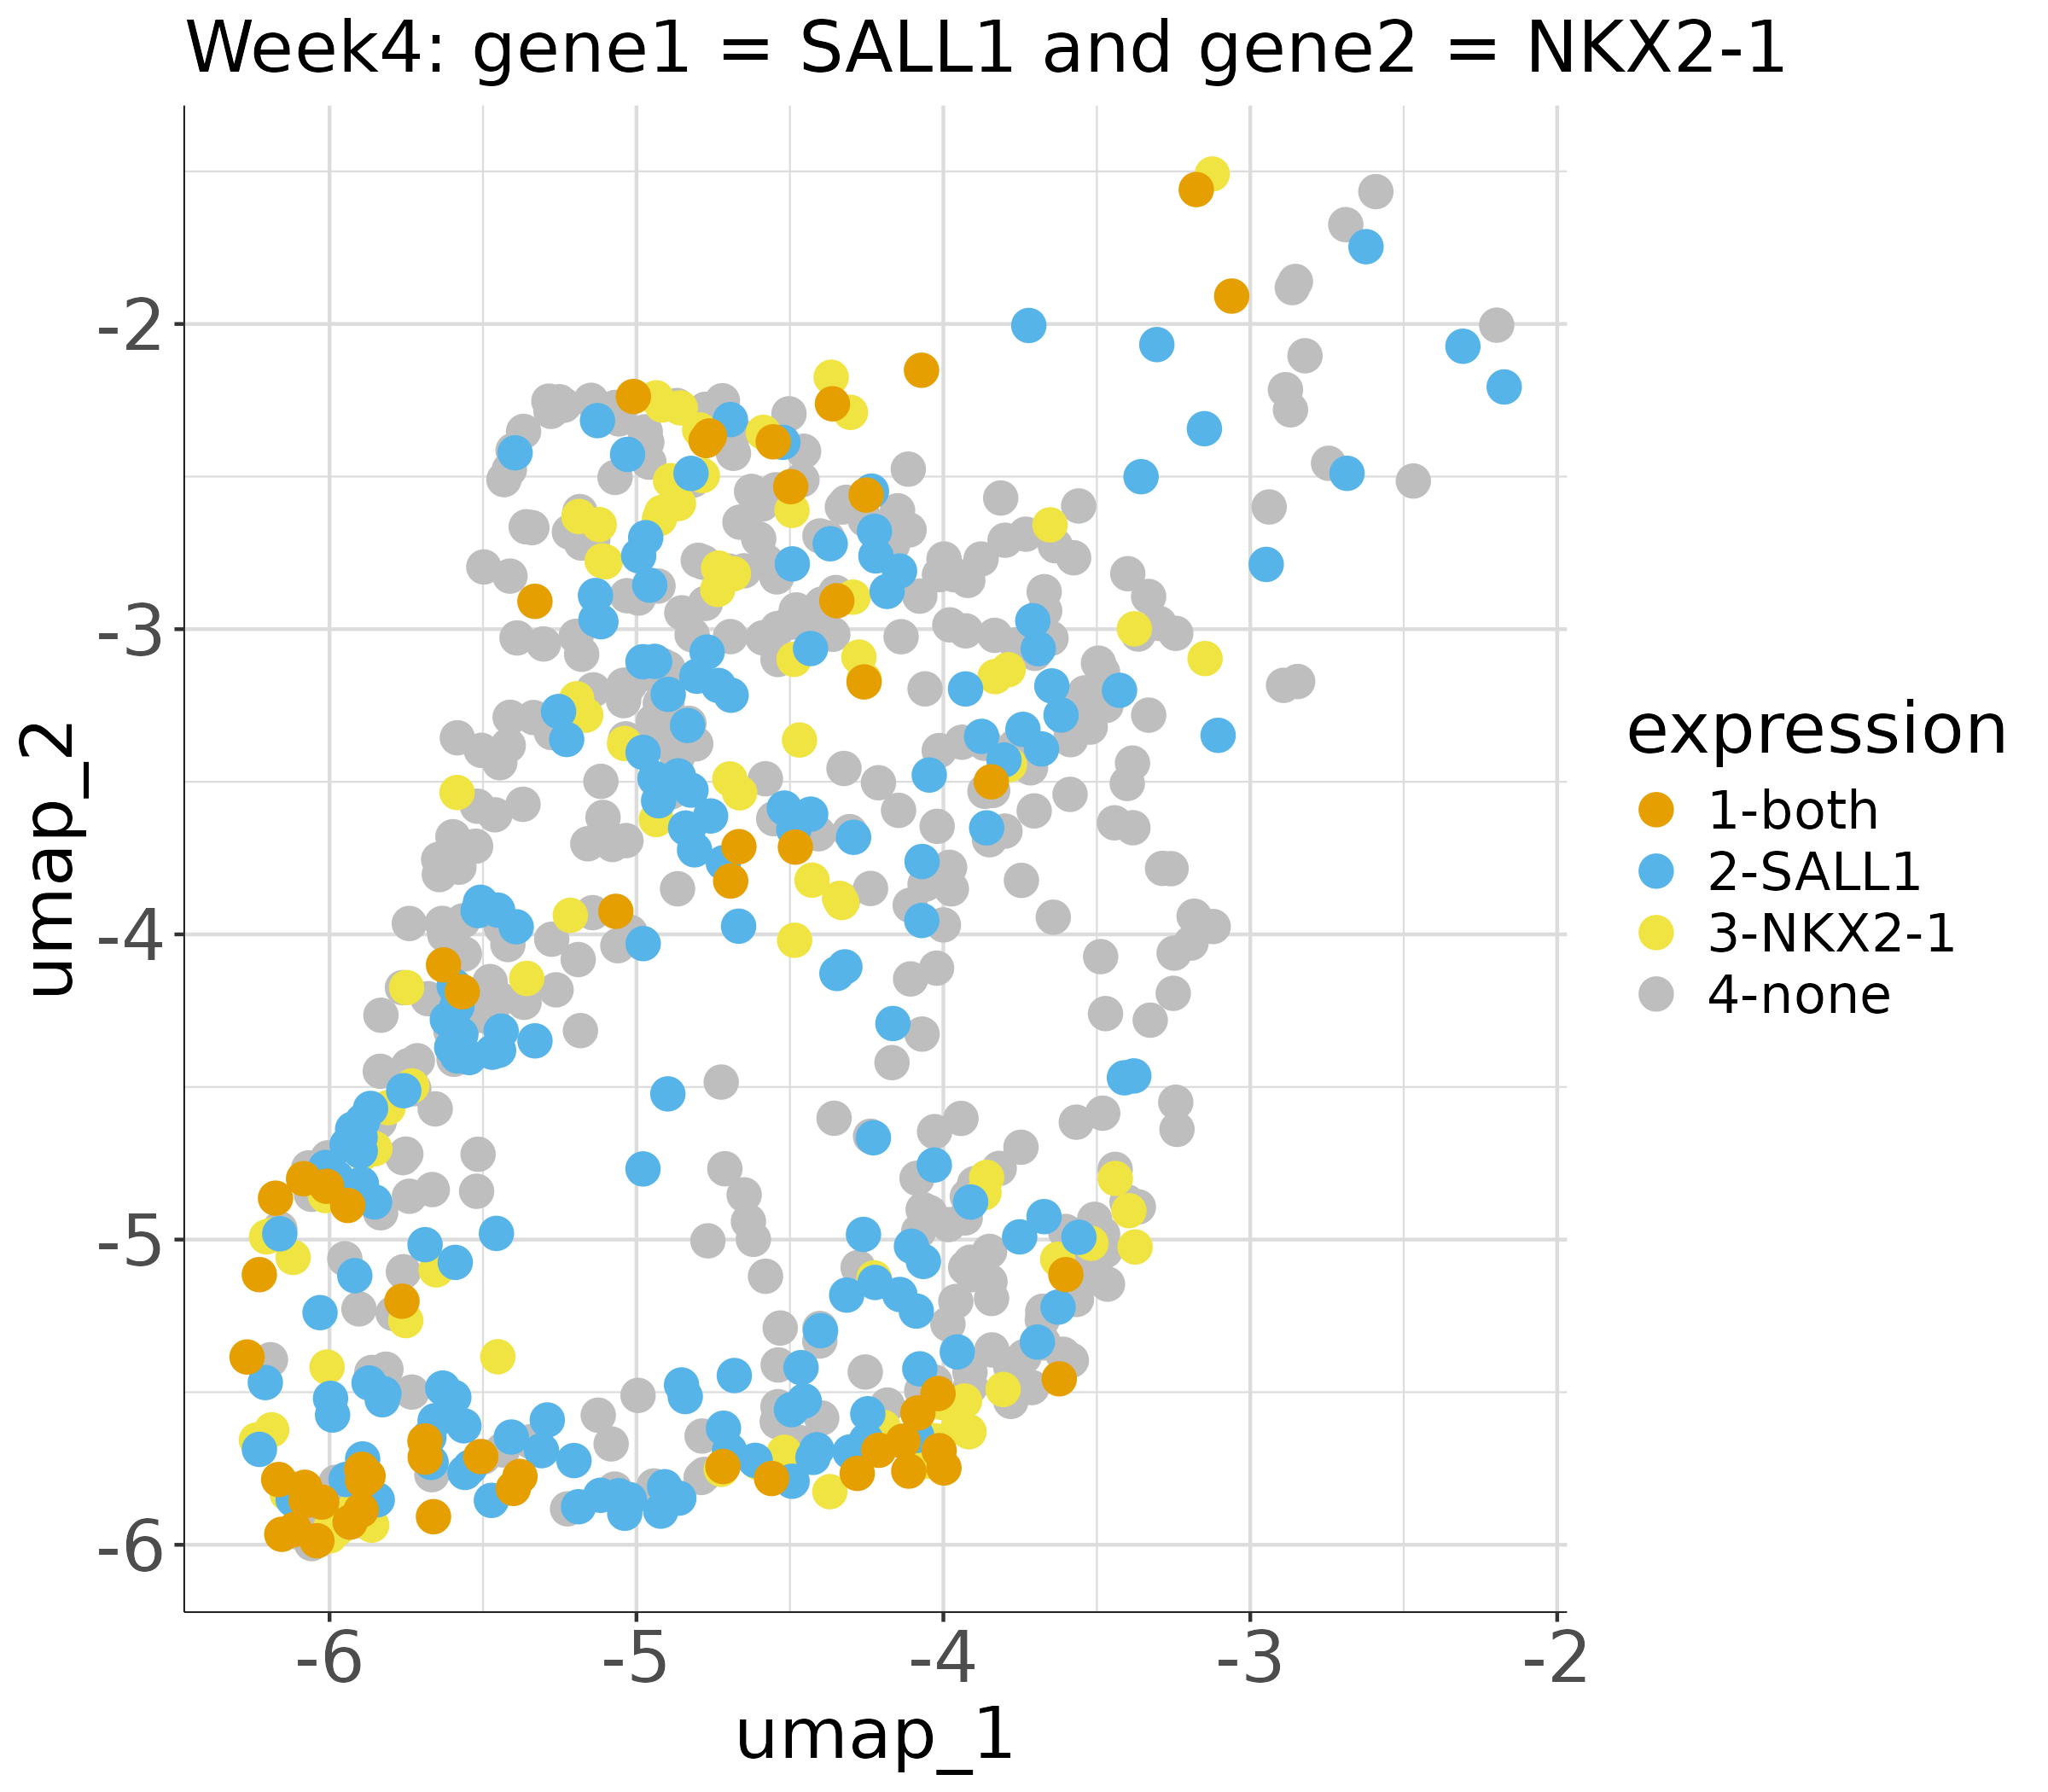 Week4: gene1 = SALL1 and gene2 = NKX2-1
umap_2
-2
-3
-4
-5
-6
-6 -5 -4 -3 -2
umap_1
expression
1-both
2-SALL1
3-NKX2-1
4-none